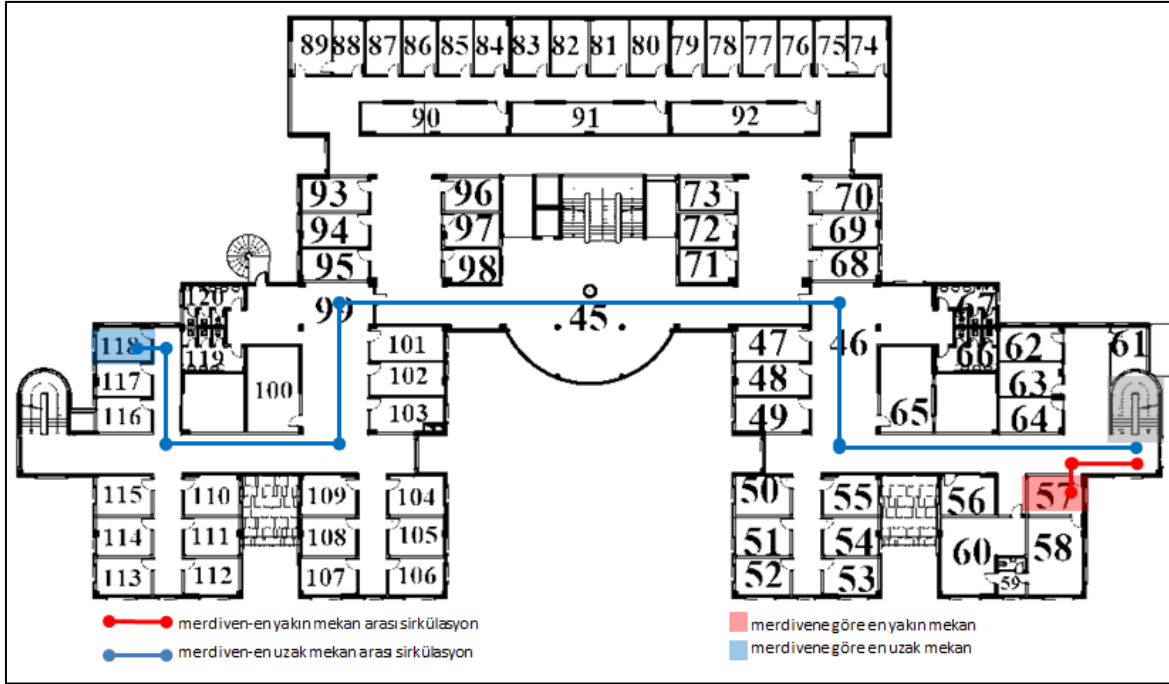 89 88 87 86 85 84 83 82 81 80 79 78 77 76 75 74
90 91 92
93 96 73 70
94 97 72 69
95 98 71 68
120 99 45 46 67
118 119 101 47 66 62 61
117 100 102 48 65 63
116 103 49 64
115 110 109 104 50 55 56 57
114 111 108 105 51 54 60 58
113 112 107 106 52 53 59
merdiven-en yakın mekan arası sirkülasyon
merdiven-en uzak mekan arası sirkülasyon
merdivene göre en yakın mekan
merdivene göre en uzak mekan